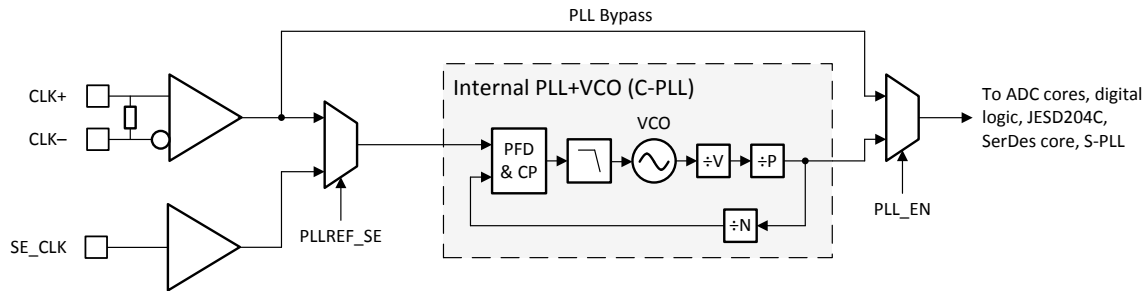 PLL Bypass
CLK+
CLK–
Internal PLL+VCO (C-PLL)
VCO
PFD
& CP
÷V
÷P
÷N
To ADC cores, digital
logic, JESD204C,
SerDes core, S-PLL
PLL_EN
SE_CLK
PLLREF_SE